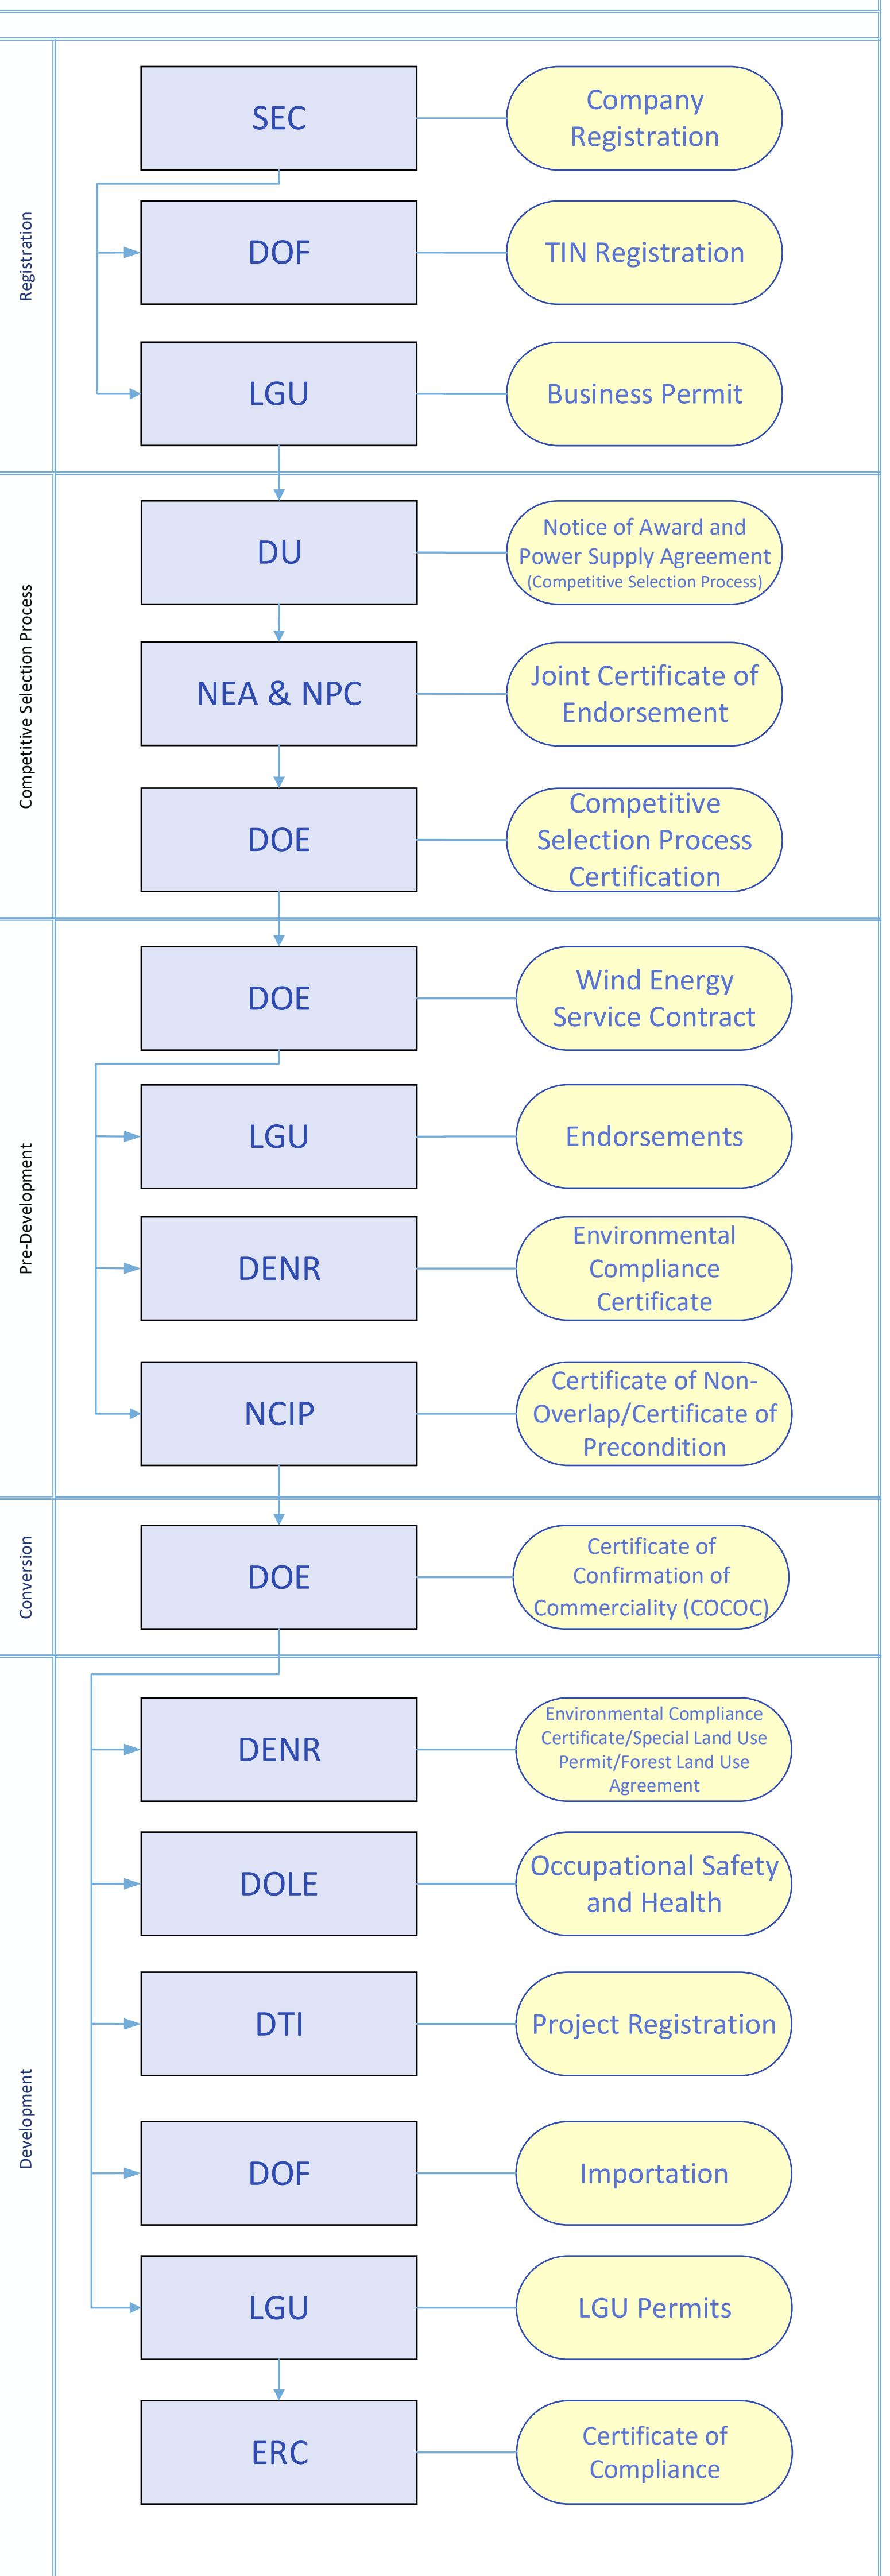 Registration
SEC
Company
Registration
DOF
TIN Registration
LGU
Business Permit
Competitive Selection Process
DU
Notice of Award and
Power Supply Agreement
(Competitive Selection Process)
NEA & NPC
Joint Certificate of
Endorsement
DOE
Competitive
Selection Process
Certification
Pre-Development
DOE
Wind Energy
Service Contract
LGU
Endorsements
DENR
Environmental
Compliance
Certificate
NCIP
Certificate of Non-
Overlap/Certificate of
Precondition
Conversion
DOE
Certificate of
Confirmation of
Commerciality (COCOC)
Development
DENR
Environmental Compliance
Certificate/Special Land Use
Permit/Forest Land Use
Agreement
DOLE
Occupational Safety
and Health
DTI
Project Registration
DOF
Importation
LGU
LGU Permits
ERC
Certificate of
Compliance